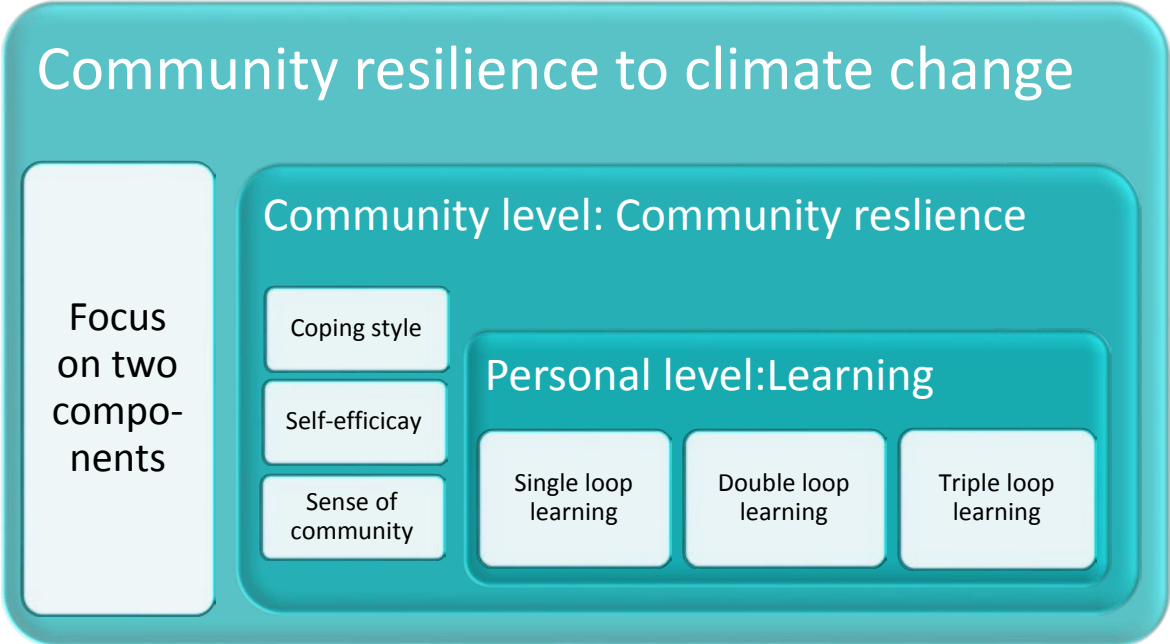 Community resilience to climate change
Focus
on two
compo-
nents
Community level: Community reslience
Coping style
Self-efficicay
Sense of
community
Personal level:Learning
Single loop
learning
Double loop
learning
Triple loop
learning